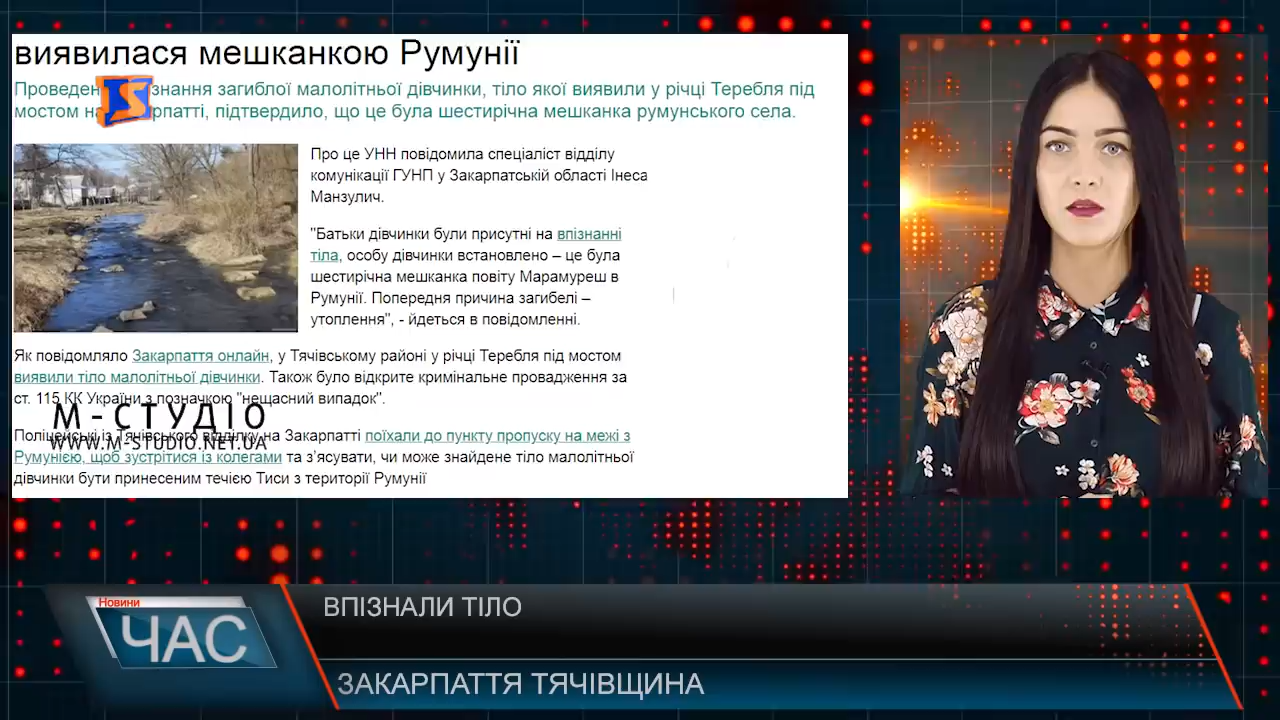 виявилася мешканкою Румунії
Проведен знання загиблої малолітньої дівчинки, тіло якої виявили у річці Теребля під
мостом на рпатті, підтвердило, що це була шестирічна мешканка румунського села.
Про це УНН повідомила спеціаліст відділу
комунікації ГУНП у Закарпатській області Інеса
Манзулич.
"Батьки дівчинки були присутні на впізнанні
тіла, особу дівчинки встановлено – це була
шестирічна мешканка повіту Марамуреш в
Румунії. Попередня причина загибелі –
утоплення", - йдеться в повідомленні.
Як повідомляло Закарпаття онлайн, у Тячівському районі у річці Теребля під мостом
виявили тіло малолітньої дівчинки. Також було відкрите кримінальне провадження за
ст. 115 КК України з позначкою "нещасний випадок".
М-СТУДІО
Поліцейські із Тячівського відділку на Закарпатті поїхали до пункту пропуску на межі з
WWW.M-STUDIO.NET.UA
Румунією, щоб зустрітися із колегами та з'ясувати, чи може знайдене тіло малолітньої
дівчинки бути принесеним течією Тиси з території Румунії
Новини
ЧАС
ВПІЗНАЛИ ТІЛО
ЗАКАРПАТТЯ ТЯЧІВЩИНА